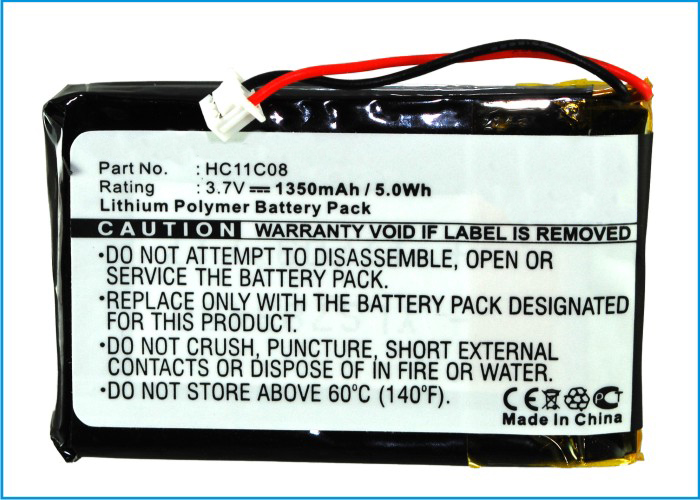 Part No. : HC11C08
Rating : 3.7V 1350mAh / 5.0Wh
Lithium Polymer Battery Pack
CAUTION WARRANTY VOID IF LABEL IS REMOVED
•DO NOT ATTEMPT TO DISASSEMBLE, OPEN OR
SERVICE THE BATTERY PACK.
•REPLACE ONLY WITH THE BATTERY PACK DESIGNED
FOR THIS PRODUCT.
•DO NOT CRUSH, PUNCTURE, SHORT EXTERNAL
CONTACTS OR DISPOSE OF IN FIRE OR WATER.
•DO NOT STORE ABOVE 60°C (140°F).
CE
Made In China